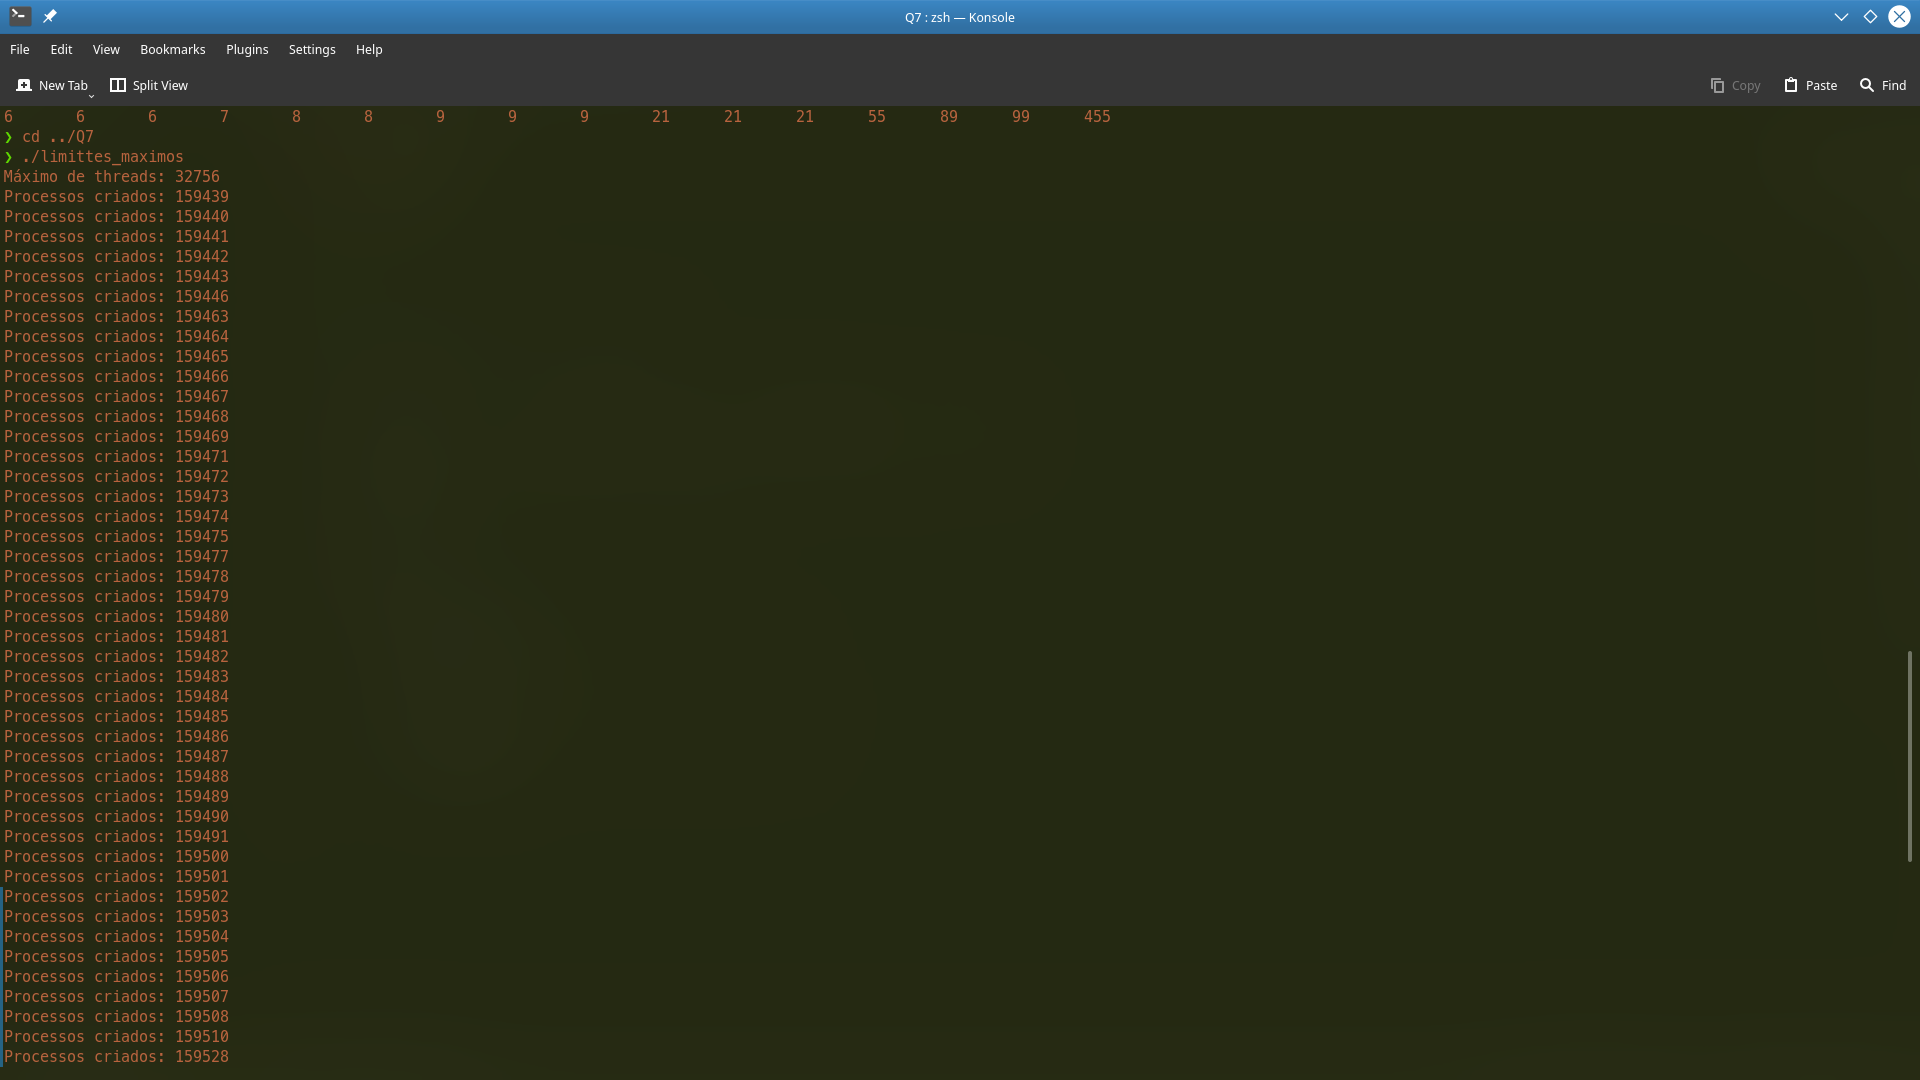 Q7 : zsh — Konsole
File Edit View Bookmarks Plugins Settings Help
New Tab Split View Copy Paste Find
6 6 6 7 8 8 9 9 9 21 21 21 55 89 99 455
❯ cd ../Q7
❯ ./limittes_maximos
Máximo de threads: 32756
Processos criados: 159439
Processos criados: 159440
Processos criados: 159441
Processos criados: 159442
Processos criados: 159443
Processos criados: 159446
Processos criados: 159463
Processos criados: 159464
Processos criados: 159465
Processos criados: 159466
Processos criados: 159467
Processos criados: 159468
Processos criados: 159469
Processos criados: 159471
Processos criados: 159472
Processos criados: 159473
Processos criados: 159474
Processos criados: 159475
Processos criados: 159477
Processos criados: 159478
Processos criados: 159479
Processos criados: 159480
Processos criados: 159481
Processos criados: 159482
Processos criados: 159483
Processos criados: 159484
Processos criados: 159485
Processos criados: 159486
Processos criados: 159487
Processos criados: 159488
Processos criados: 159489
Processos criados: 159490
Processos criados: 159491
Processos criados: 159500
Processos criados: 159501
Processos criados: 159502
Processos criados: 159503
Processos criados: 159504
Processos criados: 159505
Processos criados: 159506
Processos criados: 159507
Processos criados: 159508
Processos criados: 159510
Processos criados: 159528